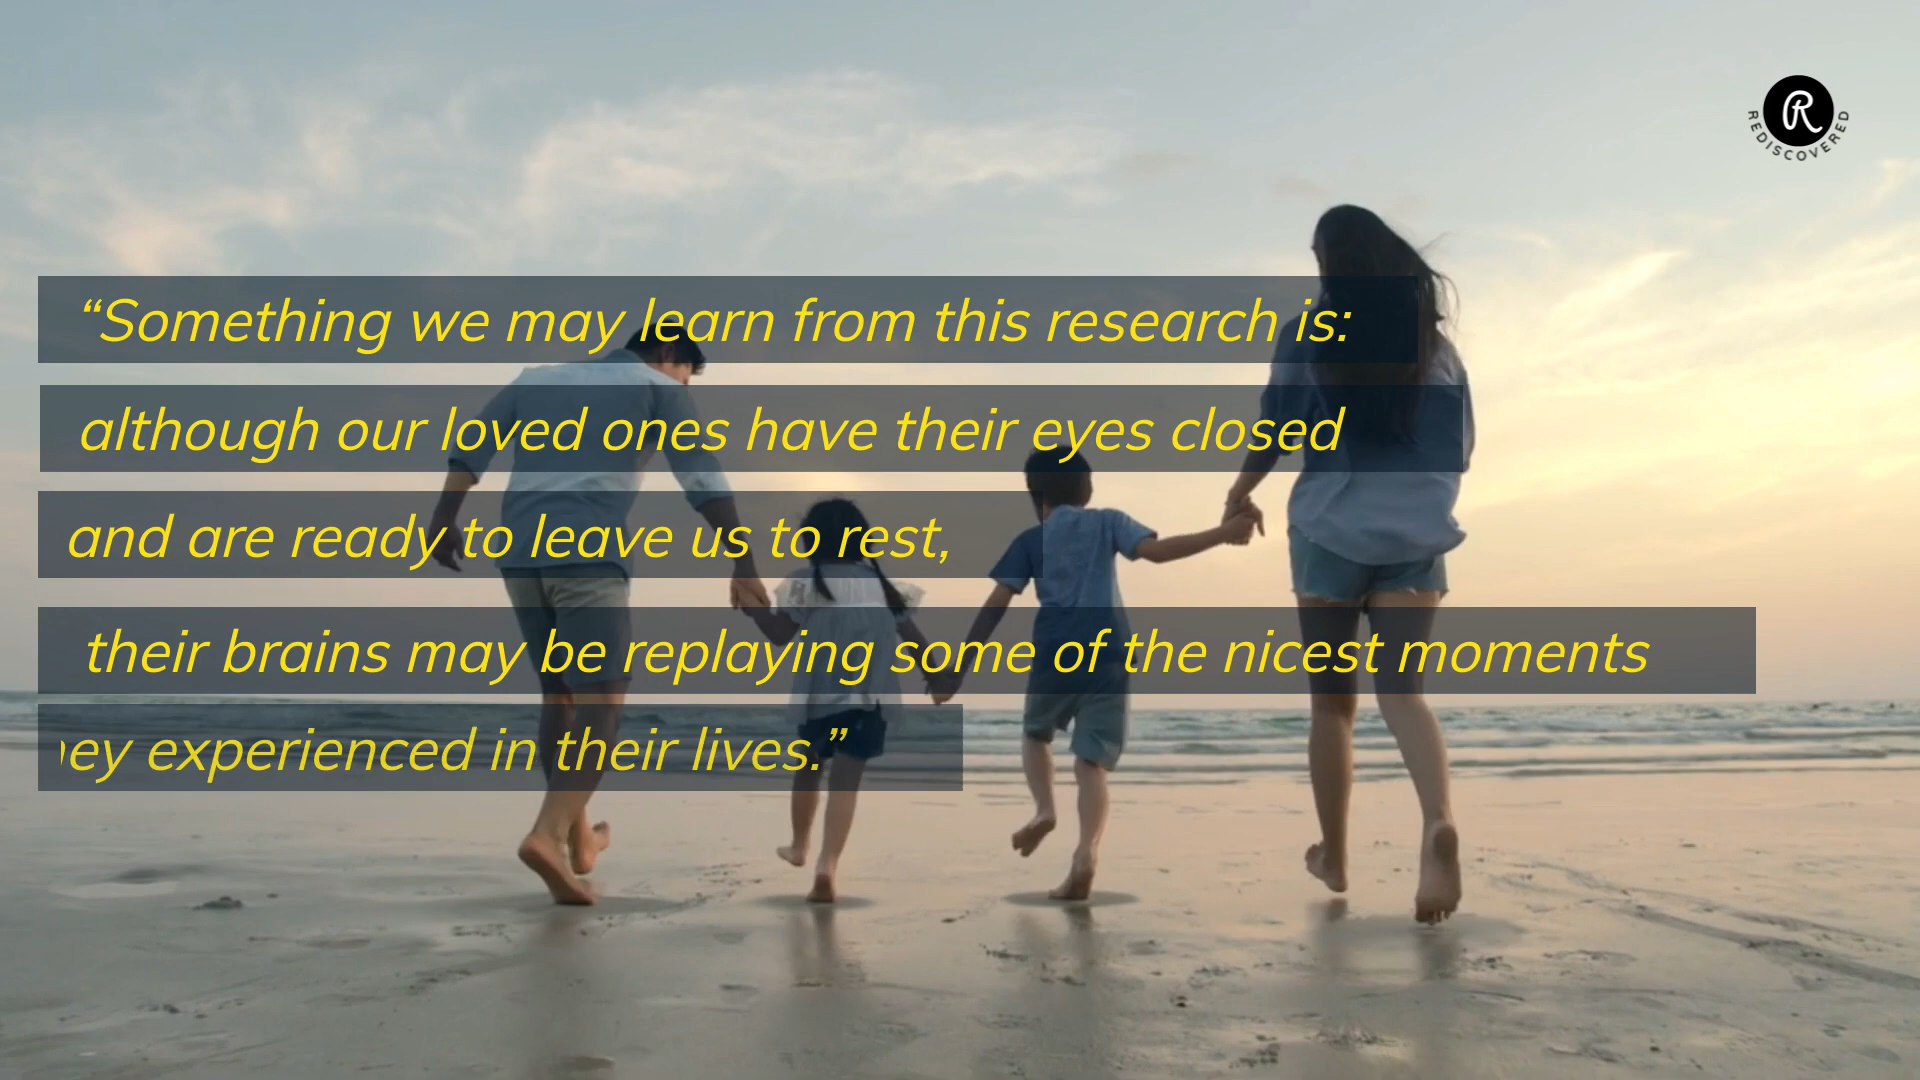 REDISCOVERED
“Something we may learn from this research is:
although our loved ones have their eyes closed
and are ready to leave us to rest,
their brains may be replaying some of the nicest moments
experienced in their lives.”